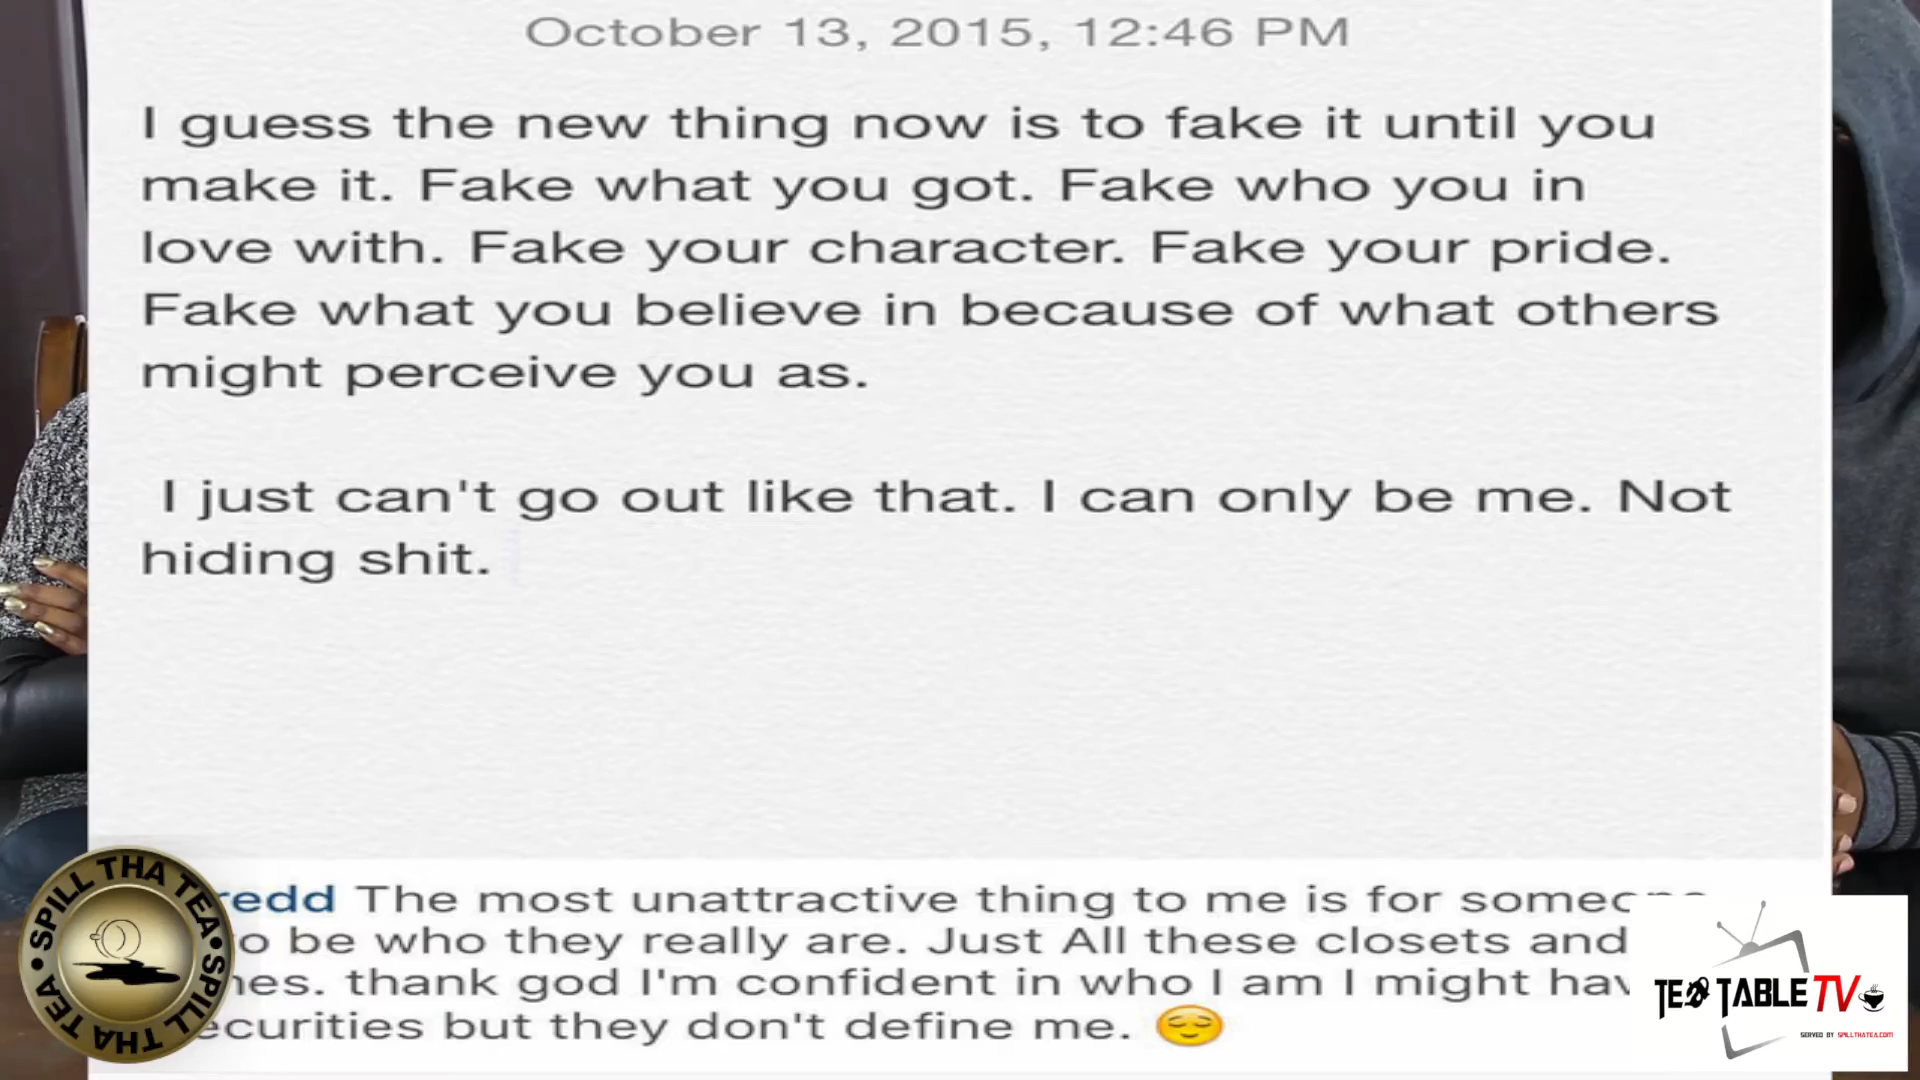 October 13, 2015, 12:46 PM
I guess the new thing now is to fake it until you
make it. Fake what you got. Fake who you in
love with. Fake your character. Fake your pride.
Fake what you believe in because of what others
might perceive you as.
I just can't go out like that. I can only be me. Not
hiding shit.
redd The most unattractive thing to me is for
o be who they really are. Just All these closets and
thank god I'm confident in who I am I might
but they don't define me. 😌
SPILL THA TEA • SPILL THA TEA •
TEA TABLE TV
SERVED BY SPILLTHATEA.COM